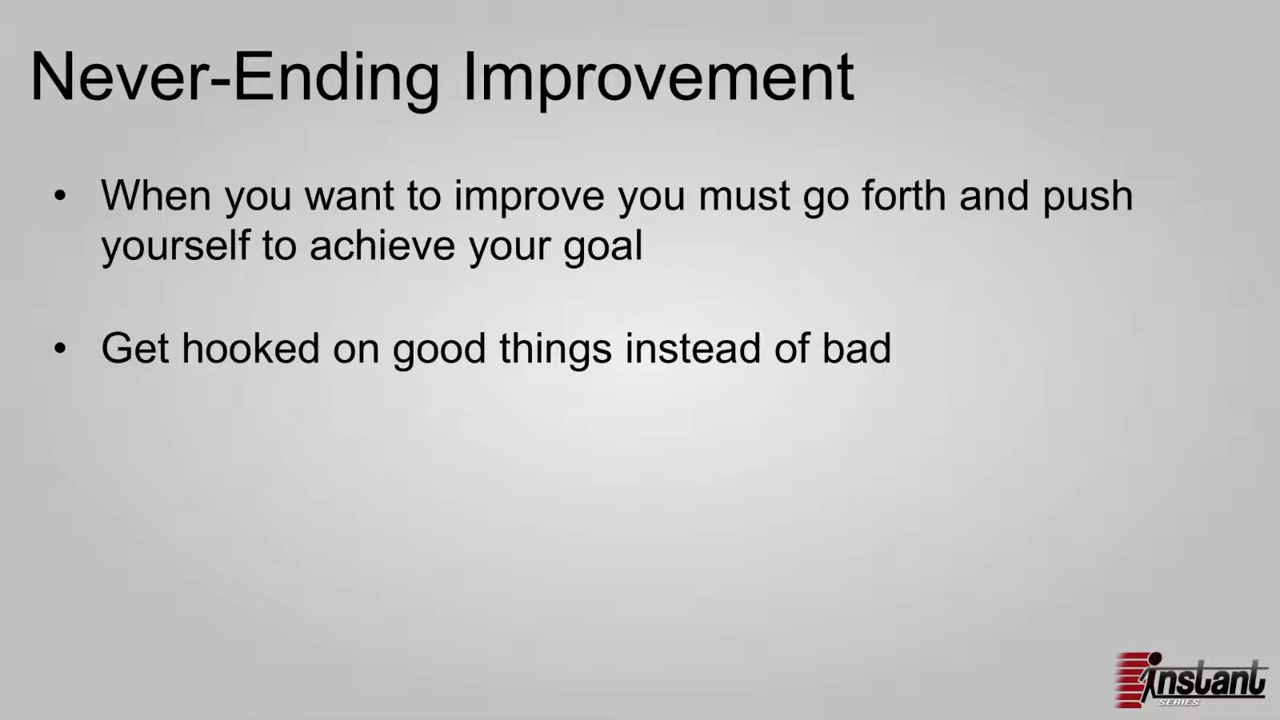 Never-Ending Improvement
• When you want to improve you must go forth and push
yourself to achieve your goal
• Get hooked on good things instead of bad
instant
SERIES